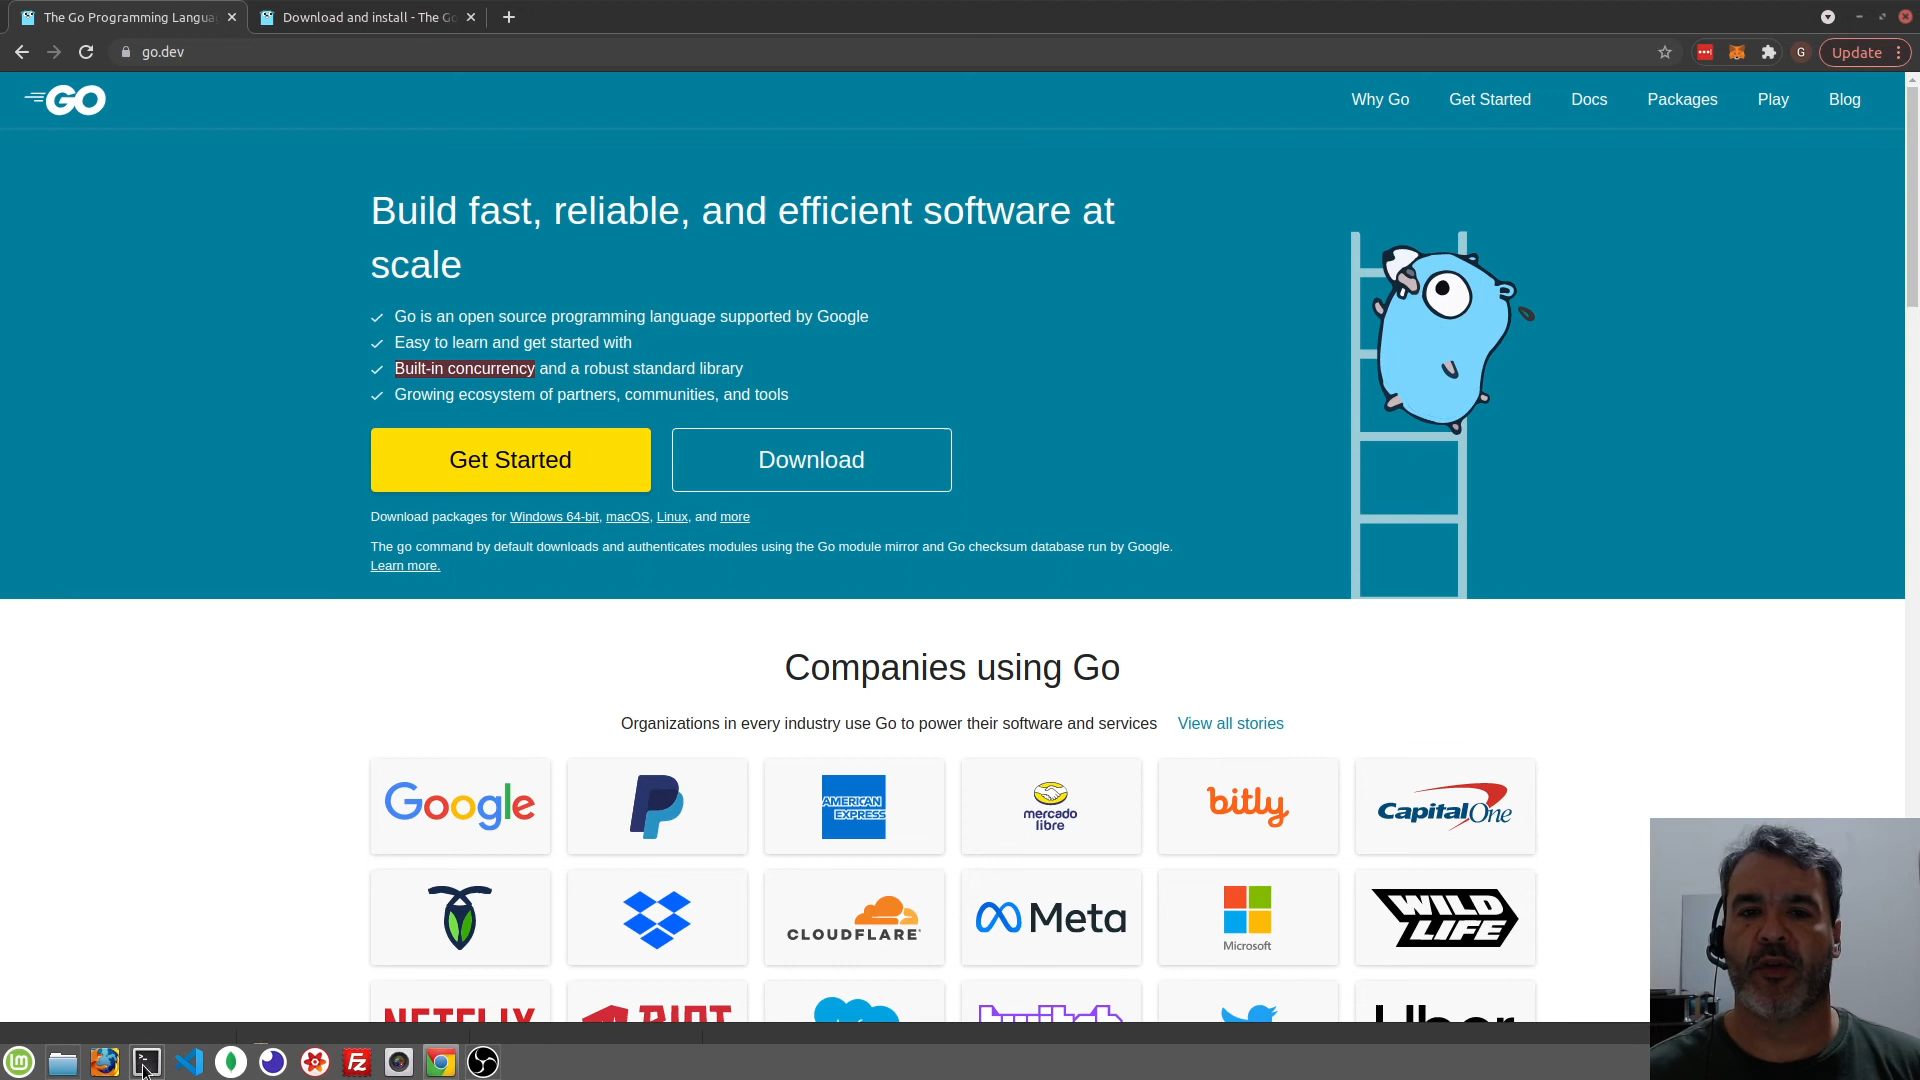 The Go Programming Langua
Download and install - The Go
go.dev
G
Update
GO
Why Go
Get Started
Docs
Packages
Play
Blog
Build fast, reliable, and efficient software at
scale
Go is an open source programming language supported by Google
Easy to learn and get started with
Built-in concurrency and a robust standard library
Growing ecosystem of partners, communities, and tools
Get Started
Download
Download packages for Windows 64-bit, macOS, Linux, and more
The go command by default downloads and authenticates modules using the Go module mirror and Go checksum database run by Google.
Learn more.
Companies using Go
Organizations in every industry use Go to power their software and services
View all stories
Google
AMERICAN
EXPRESS
mercado
libre
bitly
Capital One
CLOUDFLARE
Meta
Microsoft
WILD
LIFE
NETFLIX
RIOT
twitch
Uber
FZ